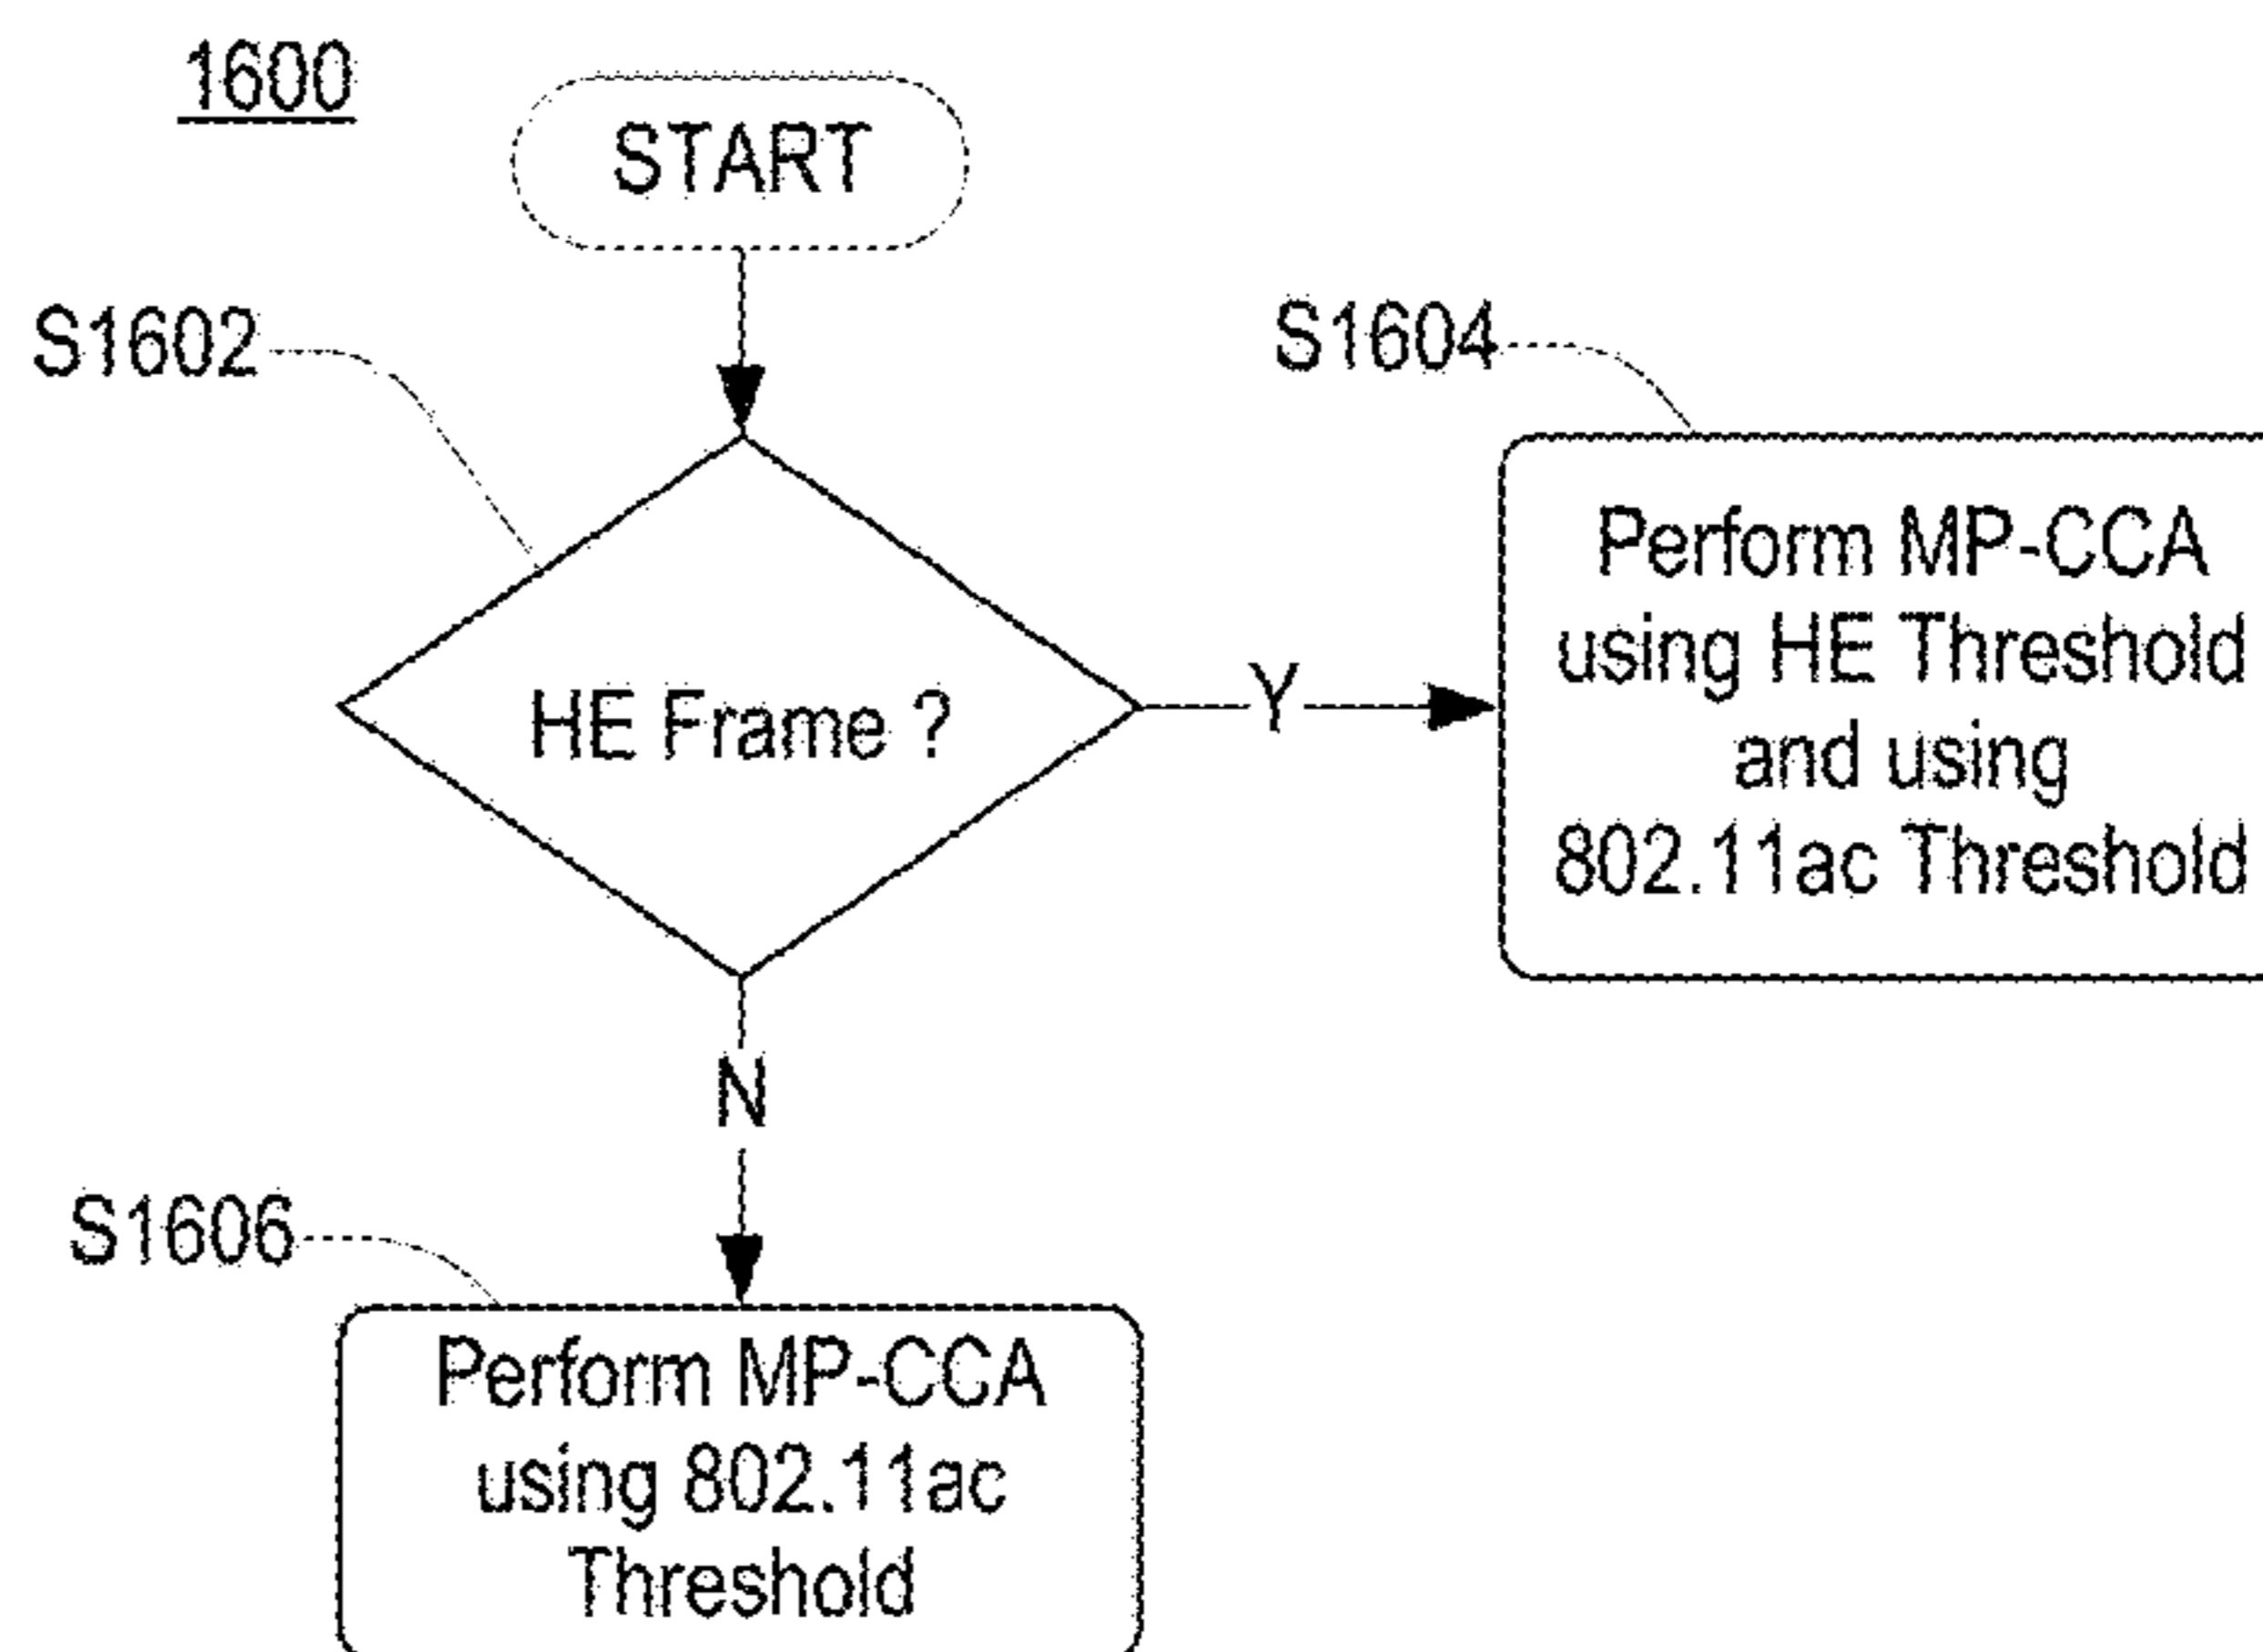 1600
START
S1602
S1604
HE Frame ?
Y
Perform MP-CCA
using HE Threshold
and using
802.11ac Threshold
N
S1606
Perform MP-CCA
using 802.11ac
Threshold